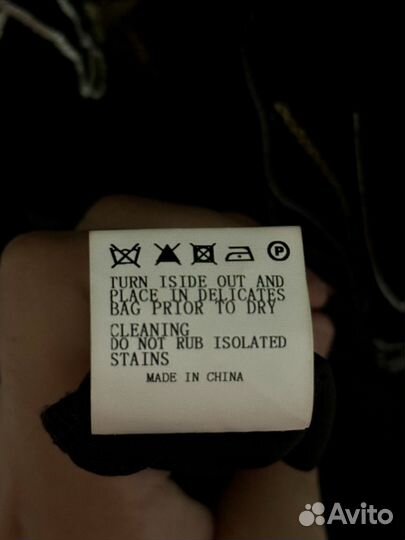 P
TURN ISIDE OUT AND
PLACE IN DELICATES
BAG PRIOR TO DRY
CLEANING
DO NOT RUB ISOLATED
STAINS
MADE IN CHINA
Avito